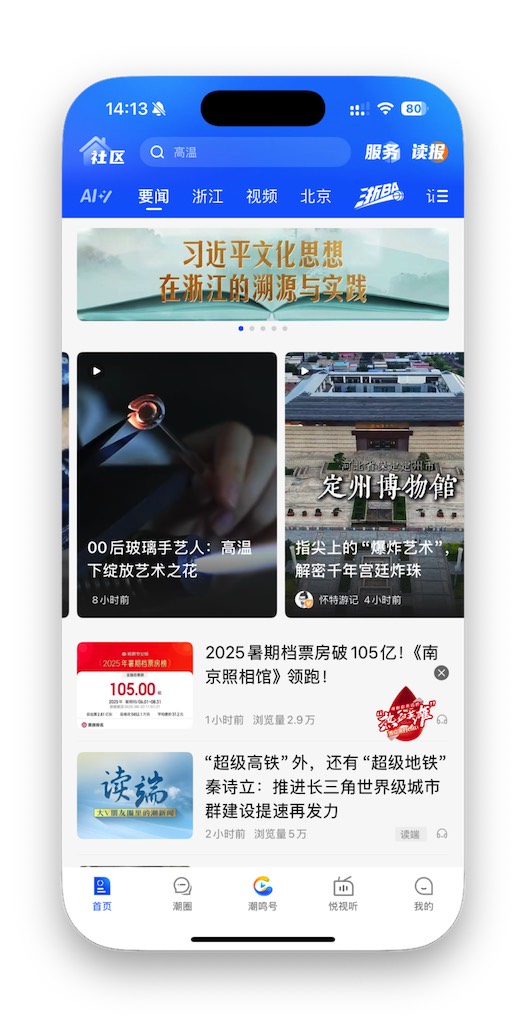 14:13
80
社区
高温
服务
读报
AI
要闻
浙江
视频
北京
浙BA
习近平文化思想
在浙江的溯源与实践
00后玻璃手艺人：高温
下绽放艺术之花
8小时前
河北省保定定州市
定州博物館
指尖上的“爆炸艺术”，
解密千年宫廷炸珠
怀特游记 4小时前
2025年暑期档票房榜
105.00
2025暑期档票房破105亿！《南
京照相馆》领跑！
1小时前 浏览量2.9万
读端
大V朋友圈里的潮新闻
“超级高铁”外，还有“超级地铁”
秦诗立：推进长三角世界级城市
群建设提速再发力
2小时前 浏览量5万
读端
首页
潮圈
潮鸣号
悦视听
我的